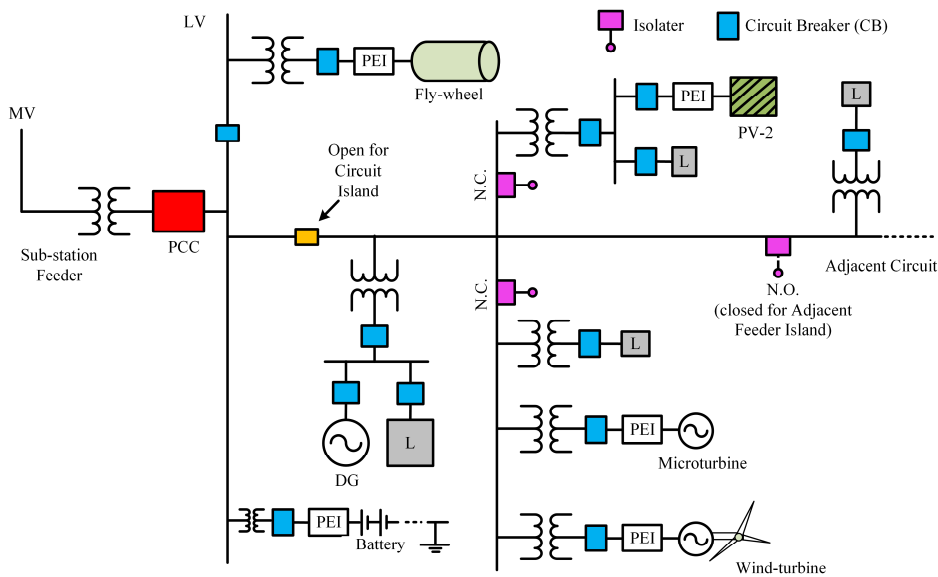 LV
Isolater
Circuit Breaker (CB)
PEI
Fly-wheel
PEI
PV-2
L
MV
Open for
Circuit
Island
L
N.C.
PCC
Sub-station
Feeder
Adjacent Circuit
N.C.
N.O.
(closed for Adjacent
Feeder Island)
L
L
DG
PEI
Microturbine
PEI
Battery
PEI
Wind-turbine